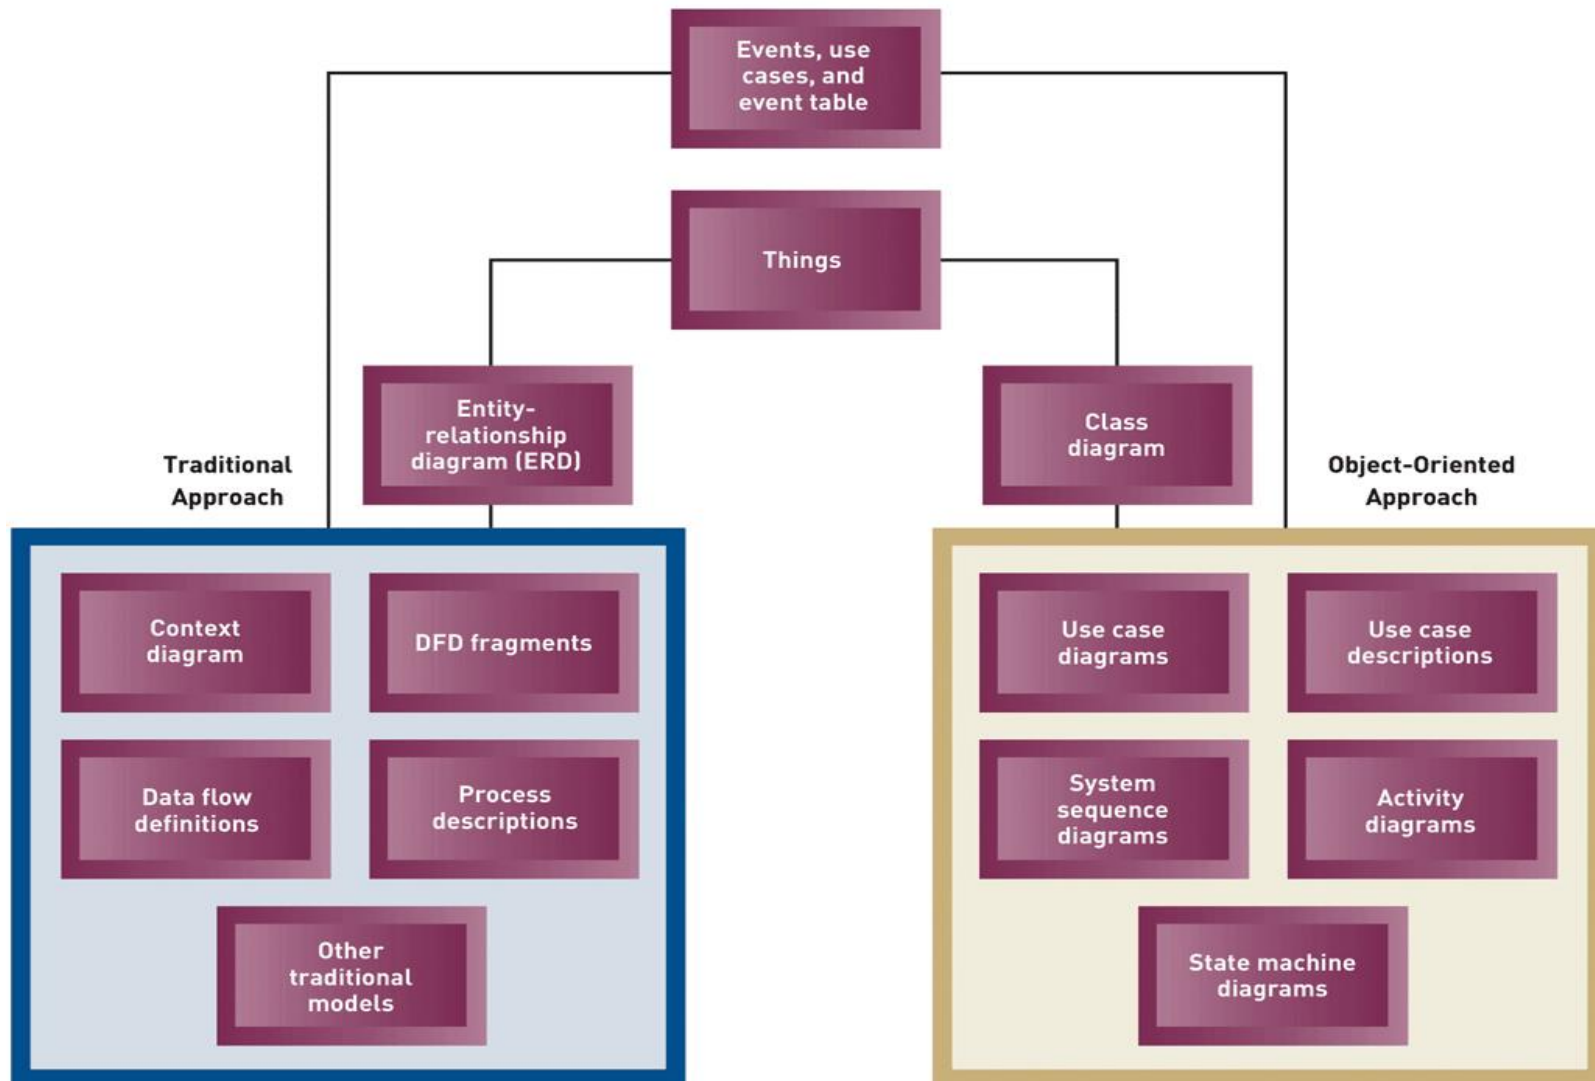 Events, use
cases, and
event table
Things
Entity-
relationship
diagram (ERD)
Class
diagram
Traditional
Approach
Object-Oriented
Approach
Context
diagram
DFD fragments
Data flow
definitions
Process
descriptions
Other
traditional
models
Use case
diagrams
Use case
descriptions
System
sequence
diagrams
Activity
diagrams
State machine
diagrams